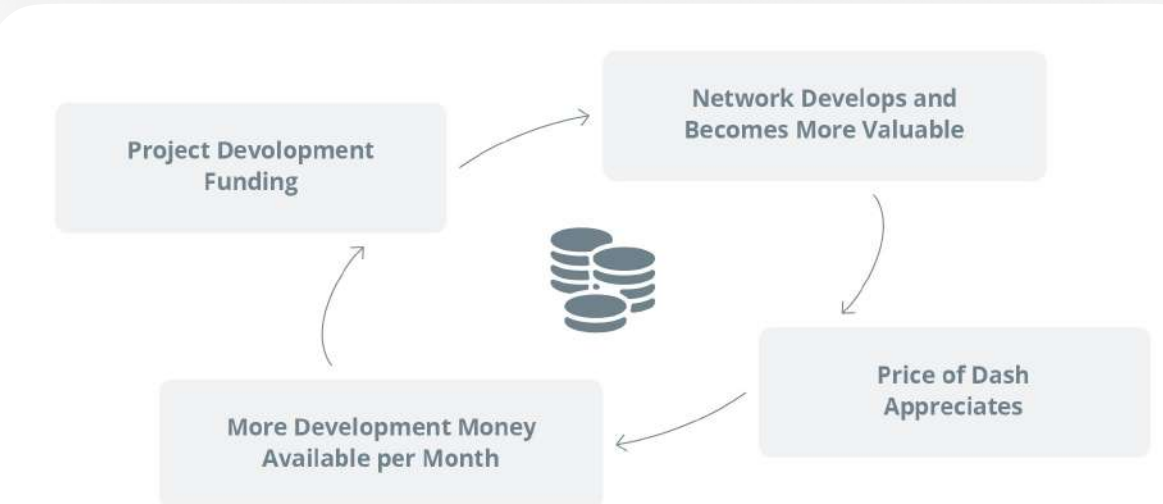 Project Devolopment
Funding
Network Develops and
Becomes More Valuable
Price of Dash
Appreciates
More Development Money
Available per Month